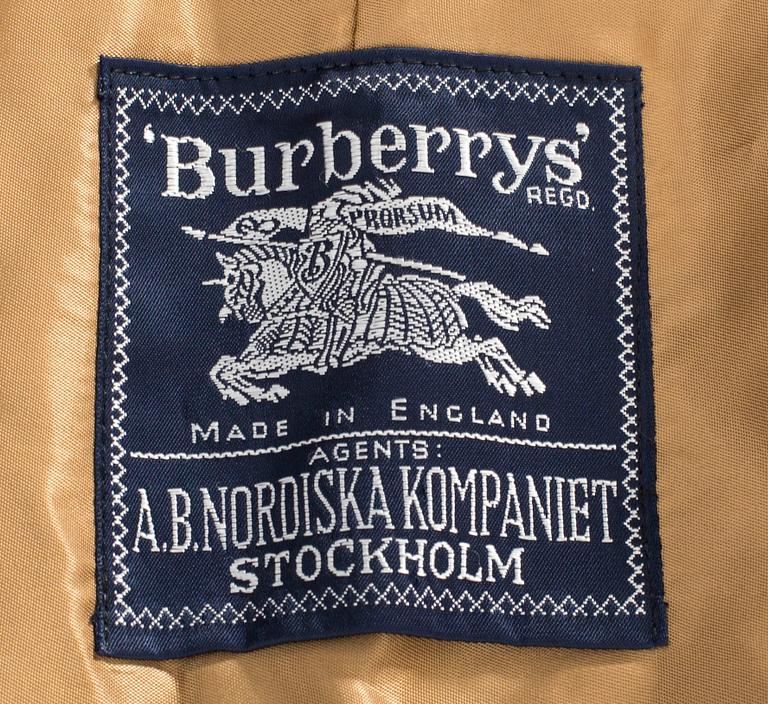 'Burberrys'
REGD.
PRORSUM
B
MADE IN ENGLAND
AGENTS:
A.B.NORDISKA KOMPANIET
STOCKHOLM